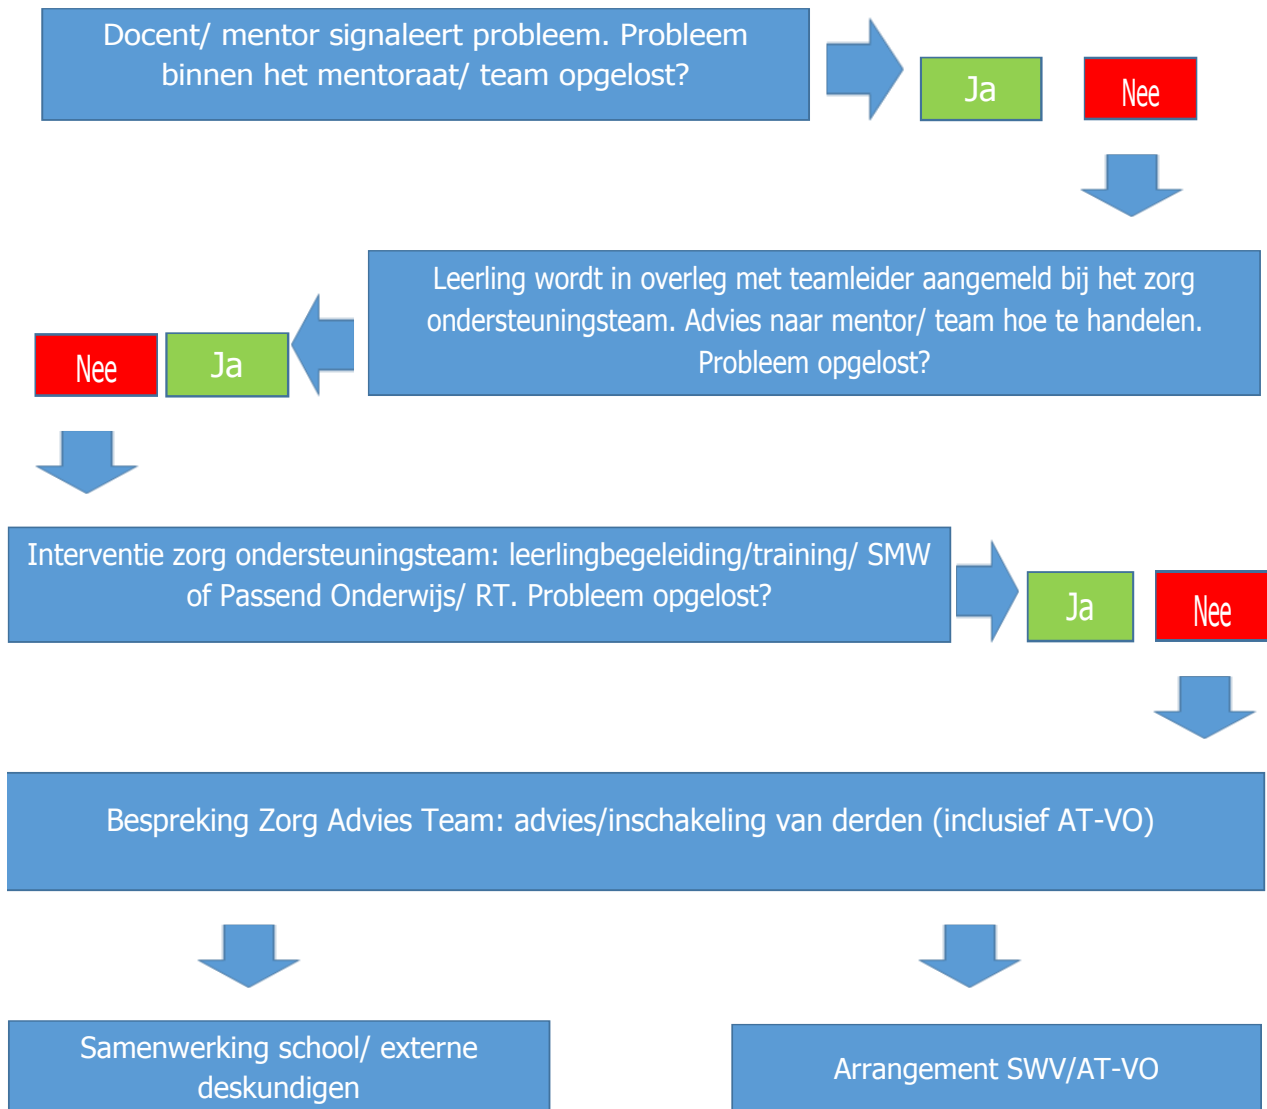 Docent/ mentor signaleert probleem. Probleem
binnen het mentoraat/ team opgelost?
Ja
Nee
Leerling wordt in overleg met teamleider aangemeld bij het zorg
ondersteuningsteam. Advies naar mentor/ team hoe te handelen.
Probleem opgelost?
Nee
Ja
Interventie zorg ondersteuningsteam: leerlingbegeleiding/training/ SMW
of Passend Onderwijs/ RT. Probleem opgelost?
Ja
Nee
Bespreking Zorg Advies Team: advies/inschakeling van derden (inclusief AT-VO)
Samenwerking school/ externe
deskundigen
Arrangement SWV/AT-VO